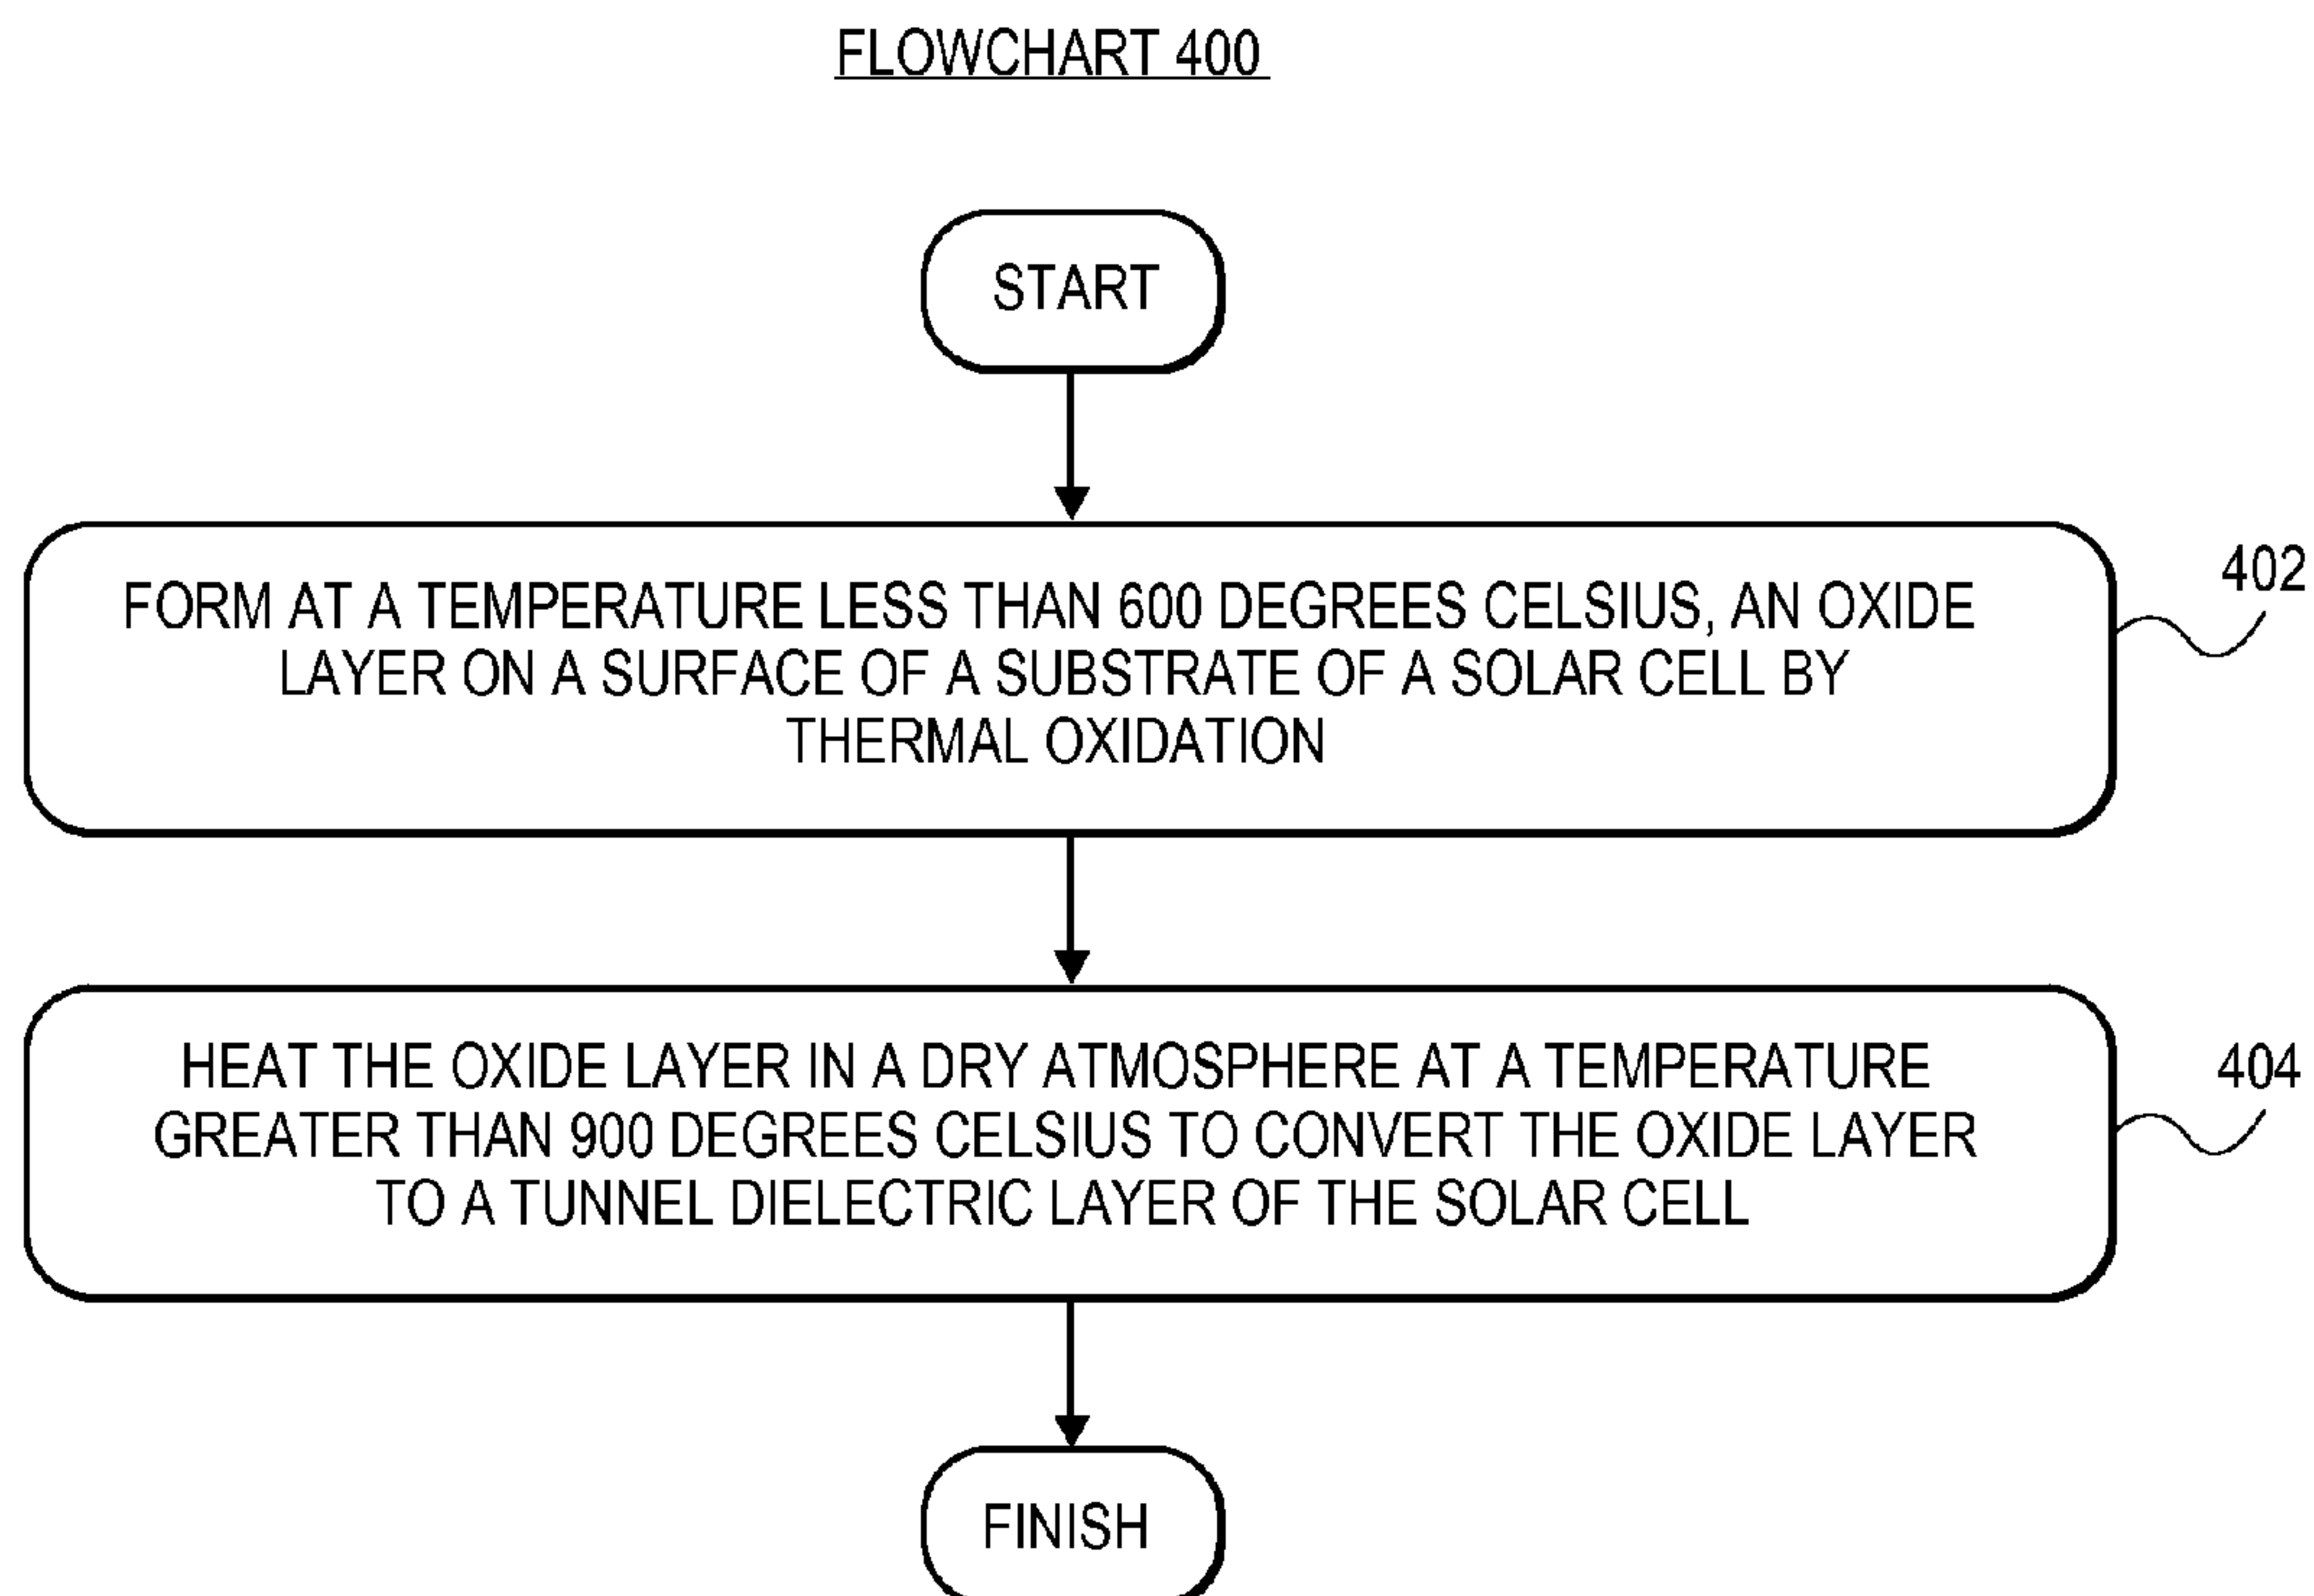 FLOWCHART 400
START
FORM AT A TEMPERATURE LESS THAN 600 DEGREES CELSIUS, AN OXIDE
LAYER ON A SURFACE OF A SUBSTRATE OF A SOLAR CELL BY
THERMAL OXIDATION
402
HEAT THE OXIDE LAYER IN A DRY ATMOSPHERE AT A TEMPERATURE
GREATER THAN 900 DEGREES CELSIUS TO CONVERT THE OXIDE LAYER
TO A TUNNEL DIELECTRIC LAYER OF THE SOLAR CELL
404
FINISH